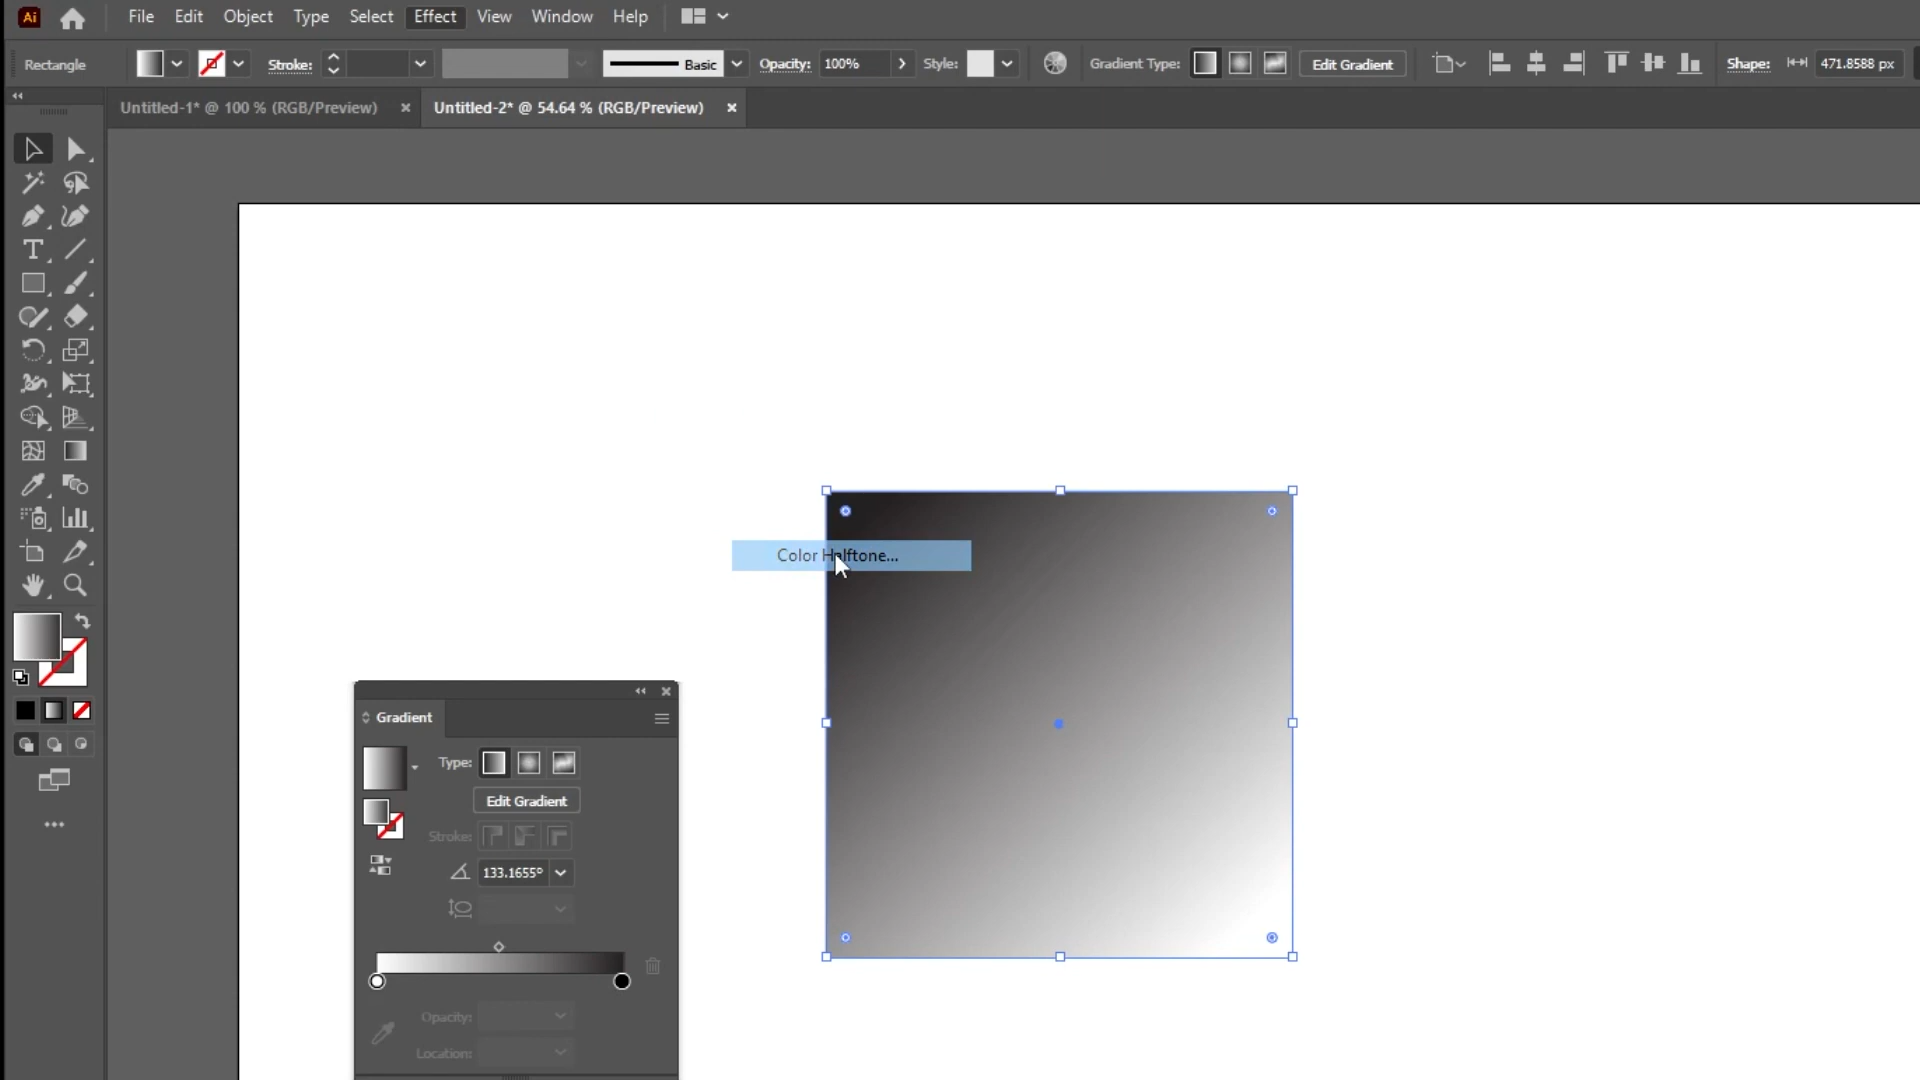 Ai File Edit Object Type Select Effect View Window Help
Rectangle Stroke: Basic Opacity: 100% Style: Gradient Type: Edit Gradient Shape: 471.8588 px
Untitled-1* @ 100 % (RGB/Preview) × Untitled-2* @ 54.64 % (RGB/Preview) ×
Color Halftone...
Gradient
Type:
Edit Gradient
Stroke:
133.1655°
Opacity:
Location: